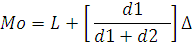 Mo = L + [ d1 / (d1 + d2) ] Δ